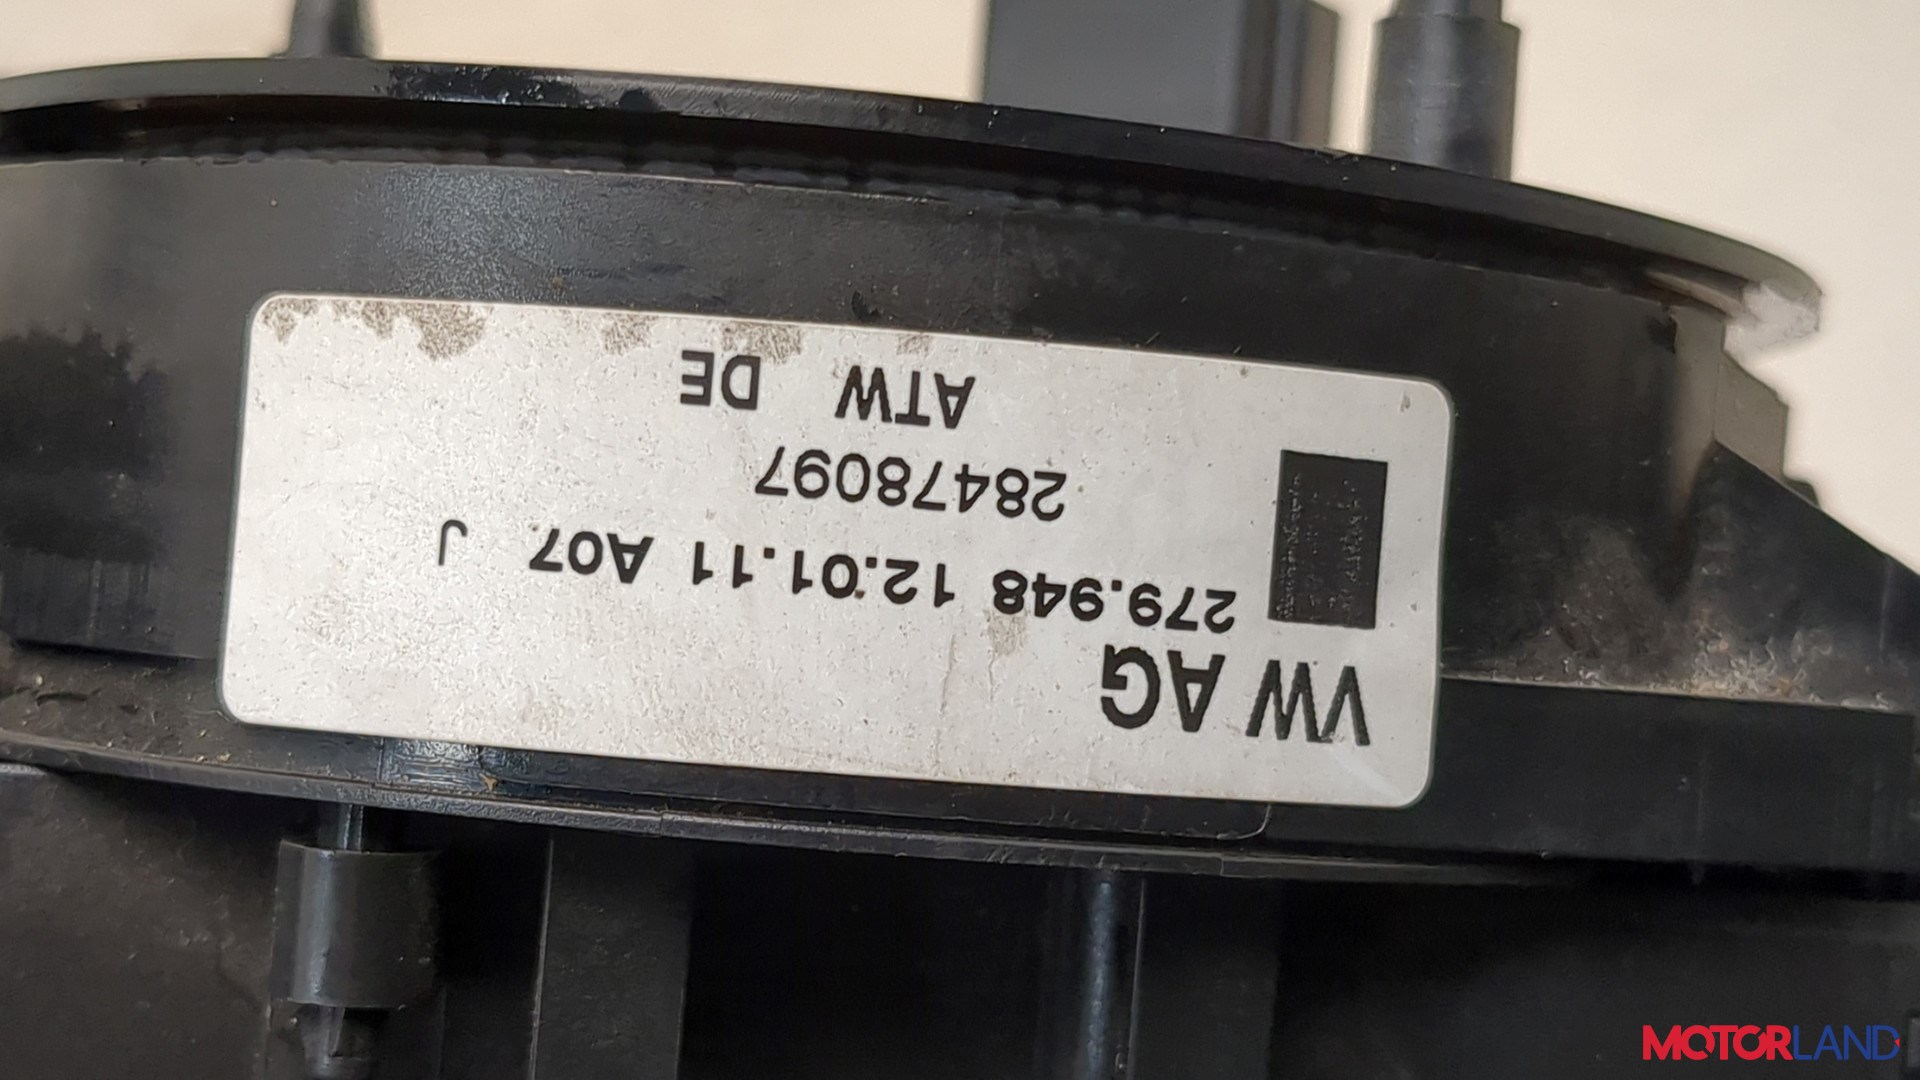 VW AG
279.948 12.01.11 A07 J
28478097
ATW DE
MOTORLAND